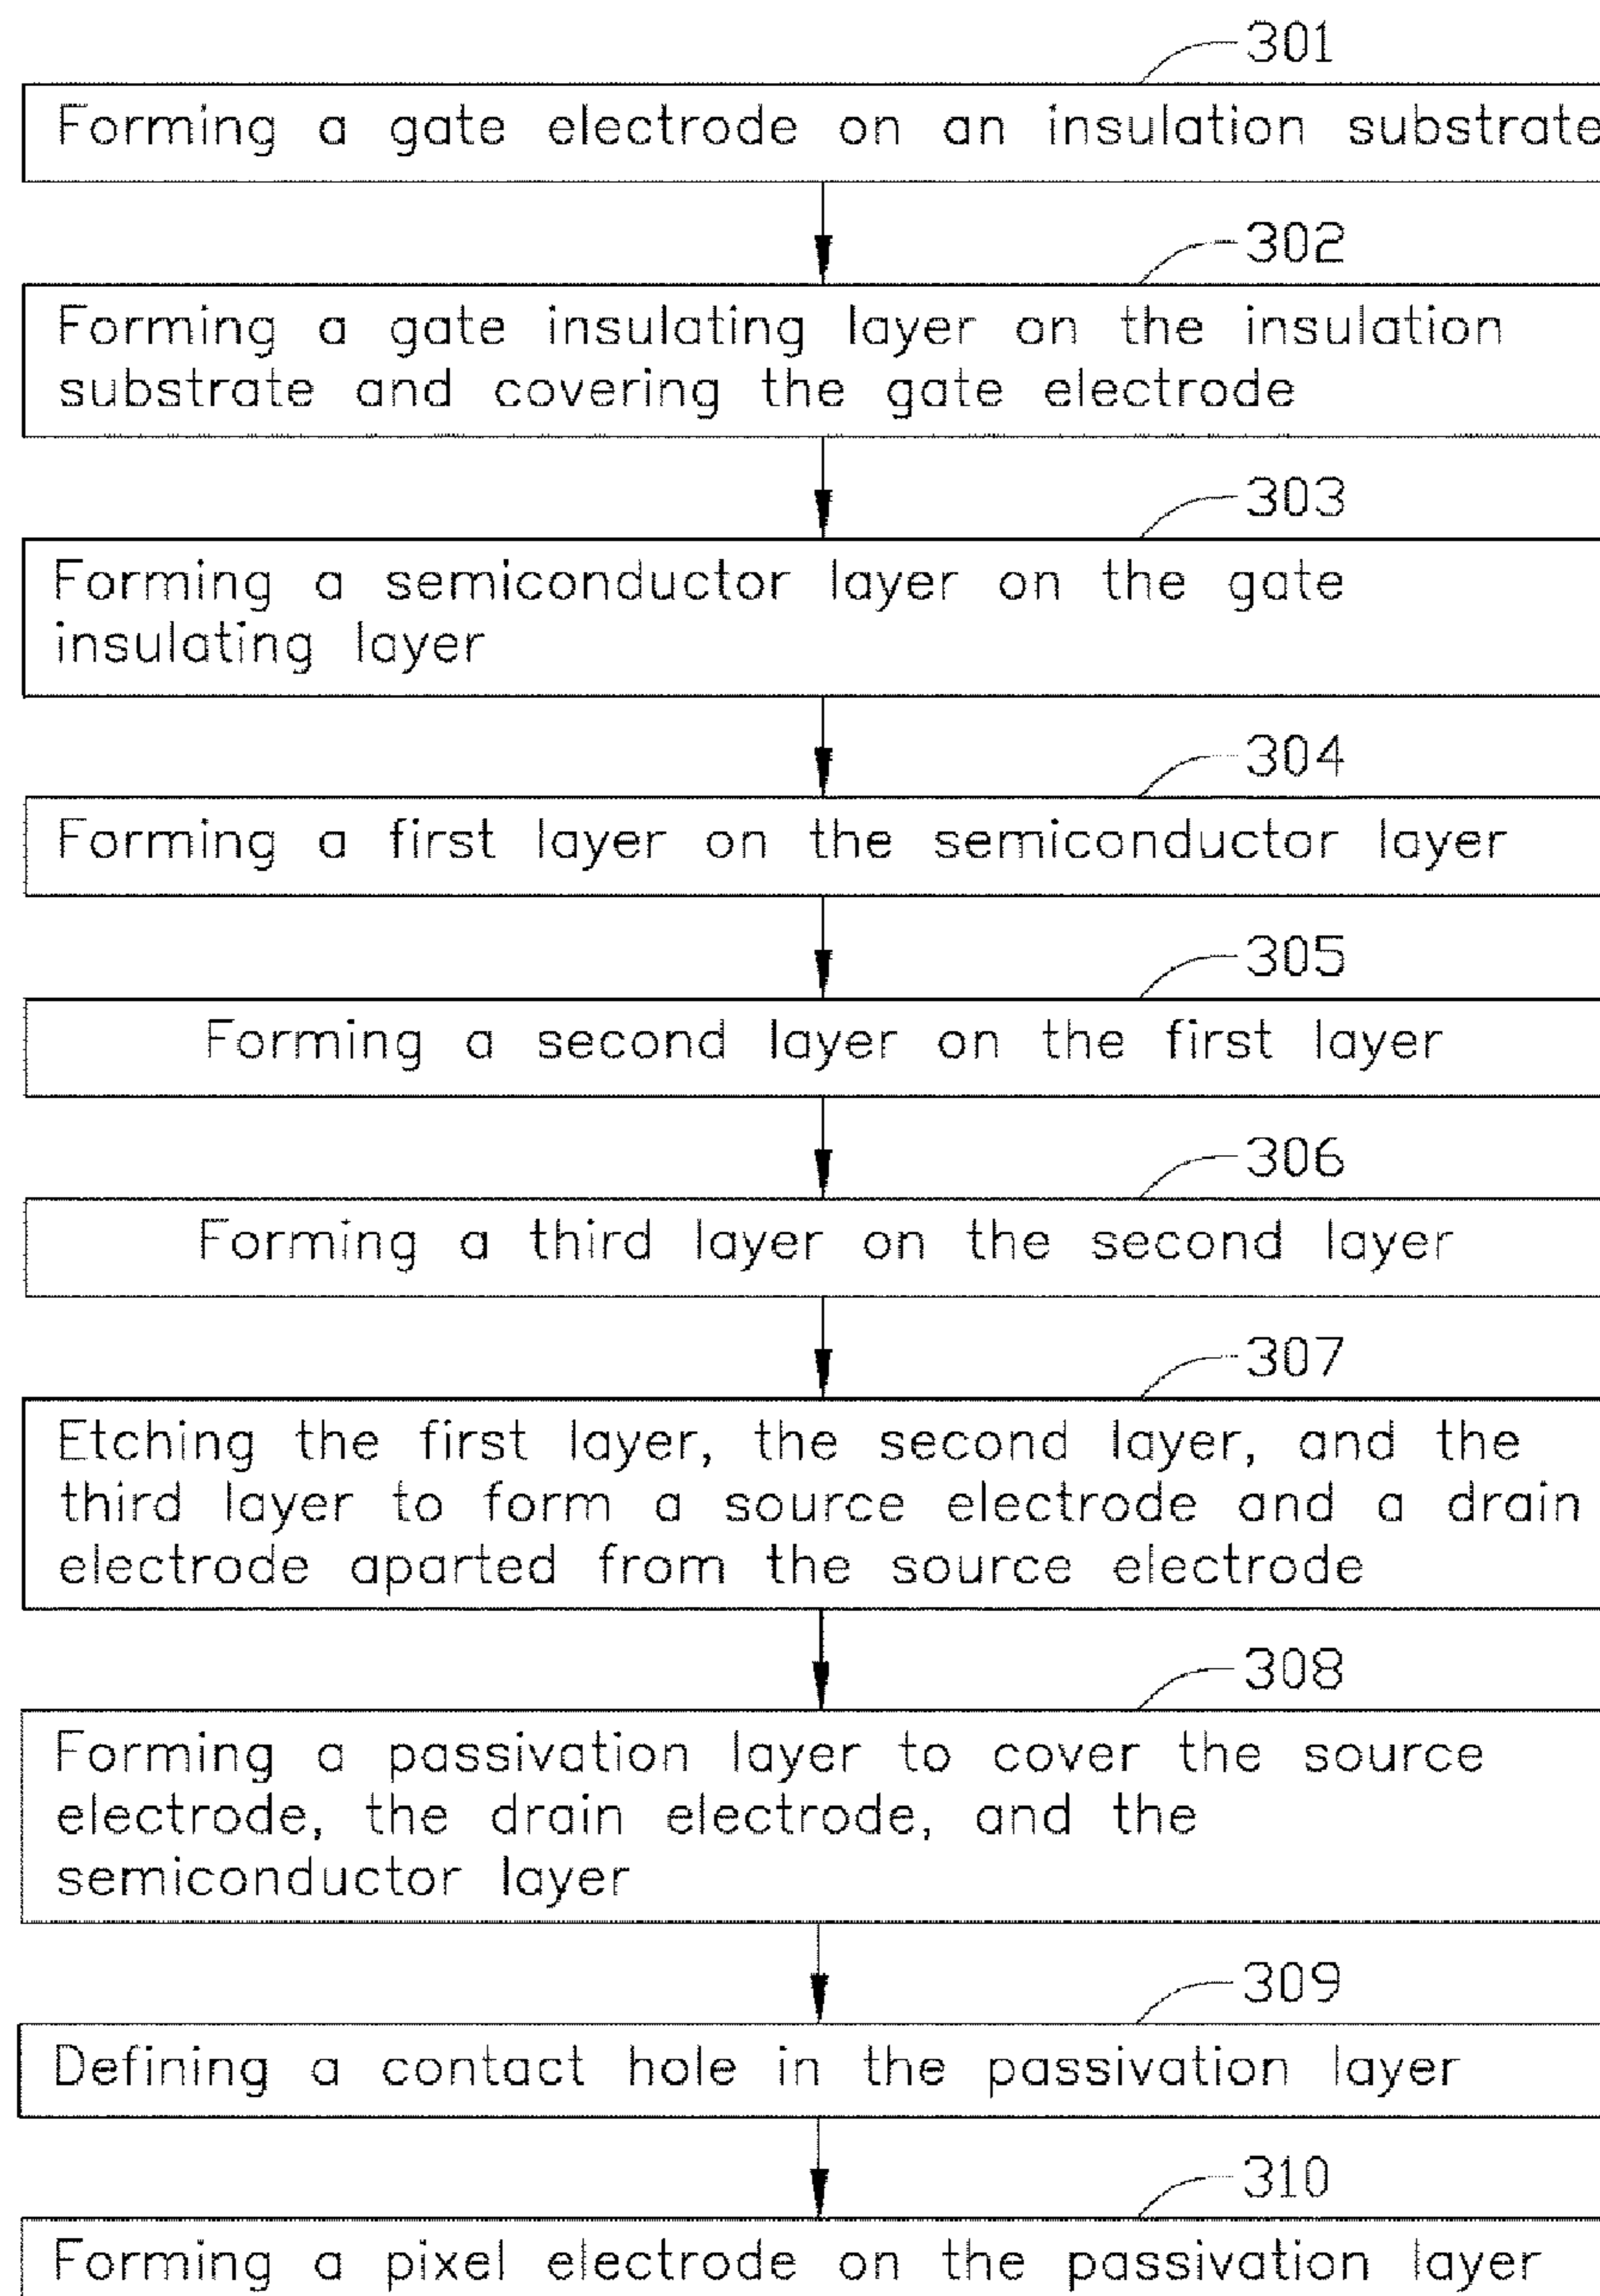 301
Forming a gate electrode on an insulation substrate
302
Forming a gate insulating layer on the insulation
substrate and covering the gate electrode
303
Forming a semiconductor layer on the gate
insulating layer
304
Forming a first layer on the semiconductor layer
305
Forming a second layer on the first layer
306
Forming a third layer on the second layer
307
Etching the first layer, the second layer, and the
third layer to form a source electrode and a drain
electrode aparted from the source electrode
308
Forming a passivation layer to cover the source
electrode, the drain electrode, and the
semiconductor layer
309
Defining a contact hole in the passivation layer
310
Forming a pixel electrode on the passivation layer